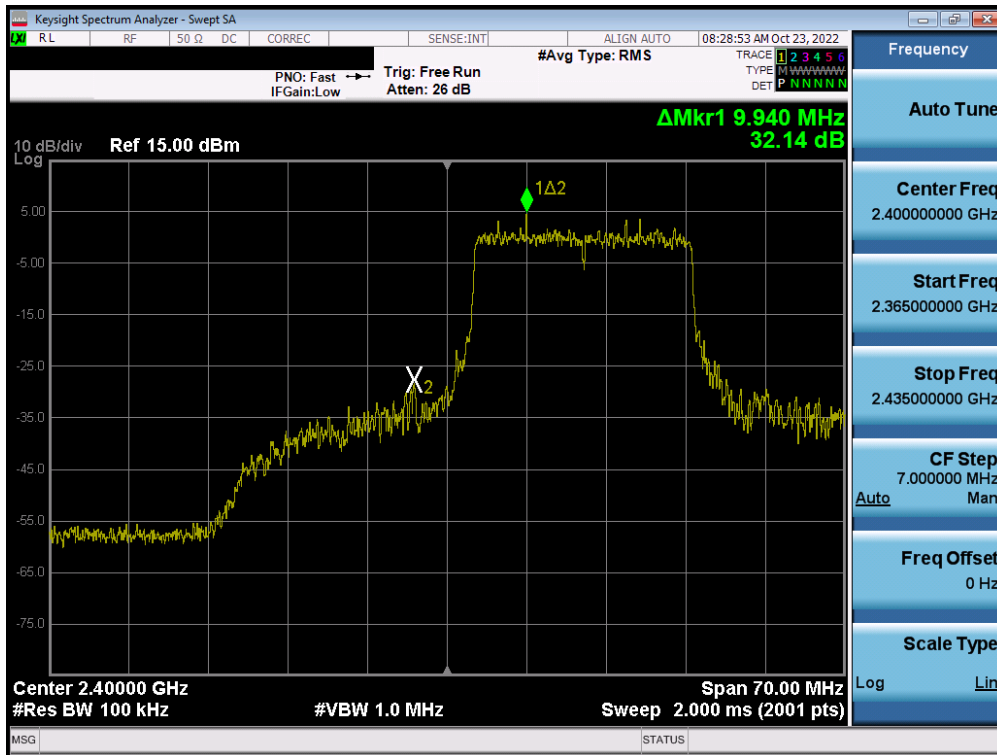 Keysight Spectrum Analyzer - Swept SA
LXI RL RF 50 Ω DC CORREC SENSE:INT ALIGN AUTO 08:28:53 AM Oct 23, 2022
PNO: Fast
IFGain:Low
Trig: Free Run
Atten: 26 dB
#Avg Type: RMS
TRACE 1 2 3 4 5 6
TYPE M WWWWW
DET P N N N N N
ΔMkr1 9.940 MHz
32.14 dB
10 dB/div Ref 15.00 dBm
Log
1Δ2
5.00
-5.00
-15.0
-25.0
X2
-35.0
-45.0
-55.0
-65.0
-75.0
Center 2.40000 GHz Span 70.00 MHz
#Res BW 100 kHz #VBW 1.0 MHz Sweep 2.000 ms (2001 pts)
MSG STATUS
Frequency
Auto Tune
Center Freq
2.400000000 GHz
Start Freq
2.365000000 GHz
Stop Freq
2.435000000 GHz
CF Step
7.000000 MHz
Auto Man
Freq Offset
0 Hz
Scale Type
Log Lin